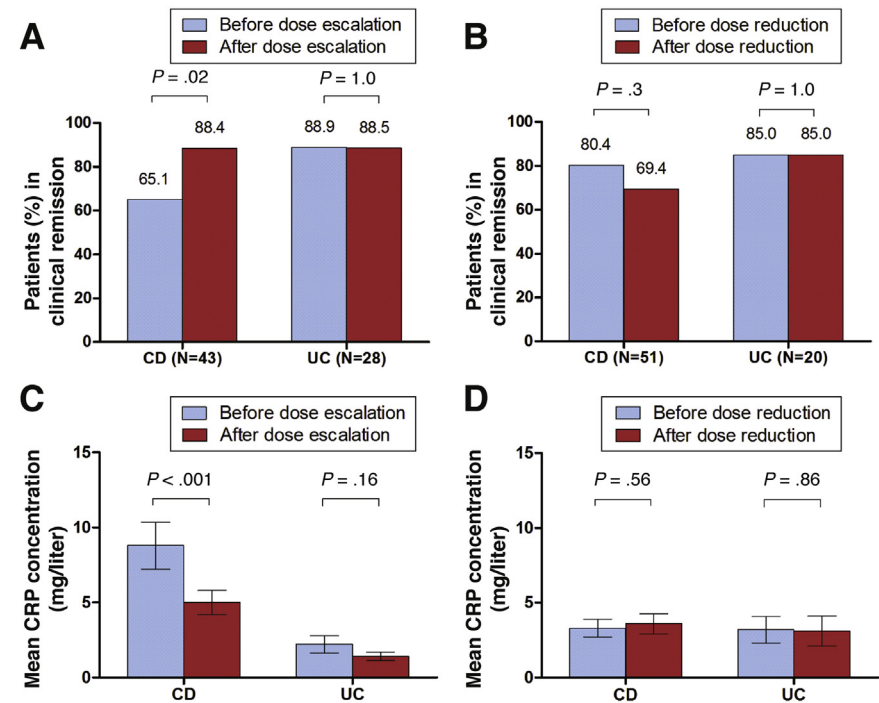 A
Before dose escalation
After dose escalation
P = .02
P = 1.0
Patients (%) in
clinical remission
100
80
60
40
20
0
65.1
88.4
88.9
88.5
CD (N=43)
UC (N=28)
B
Before dose reduction
After dose reduction
P = .3
P = 1.0
Patients (%) in
clinical remission
100
80
60
40
20
0
80.4
69.4
85.0
85.0
CD (N=51)
UC (N=20)
C
Before dose escalation
After dose escalation
P < .001
P = .16
Mean CRP concentration
(mg/liter)
15
10
5
0
CD
UC
D
Before dose reduction
After dose reduction
P = .56
P = .86
Mean CRP concentration
(mg/liter)
15
10
5
0
CD
UC